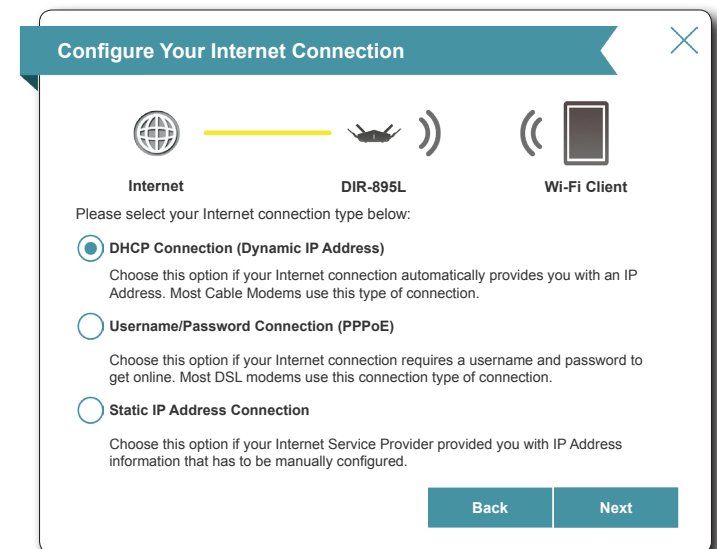 Configure Your Internet Connection
Internet
DIR-895L
Wi-Fi Client
Please select your Internet connection type below:
DHCP Connection (Dynamic IP Address)
Choose this option if your Internet connection automatically provides you with an IP
Address. Most Cable Modems use this type of connection.
Username/Password Connection (PPPoE)
Choose this option if your Internet connection requires a username and password to
get online. Most DSL modems use this connection type of connection.
Static IP Address Connection
Choose this option if your Internet Service Provider provided you with IP Address
information that has to be manually configured.
Back
Next